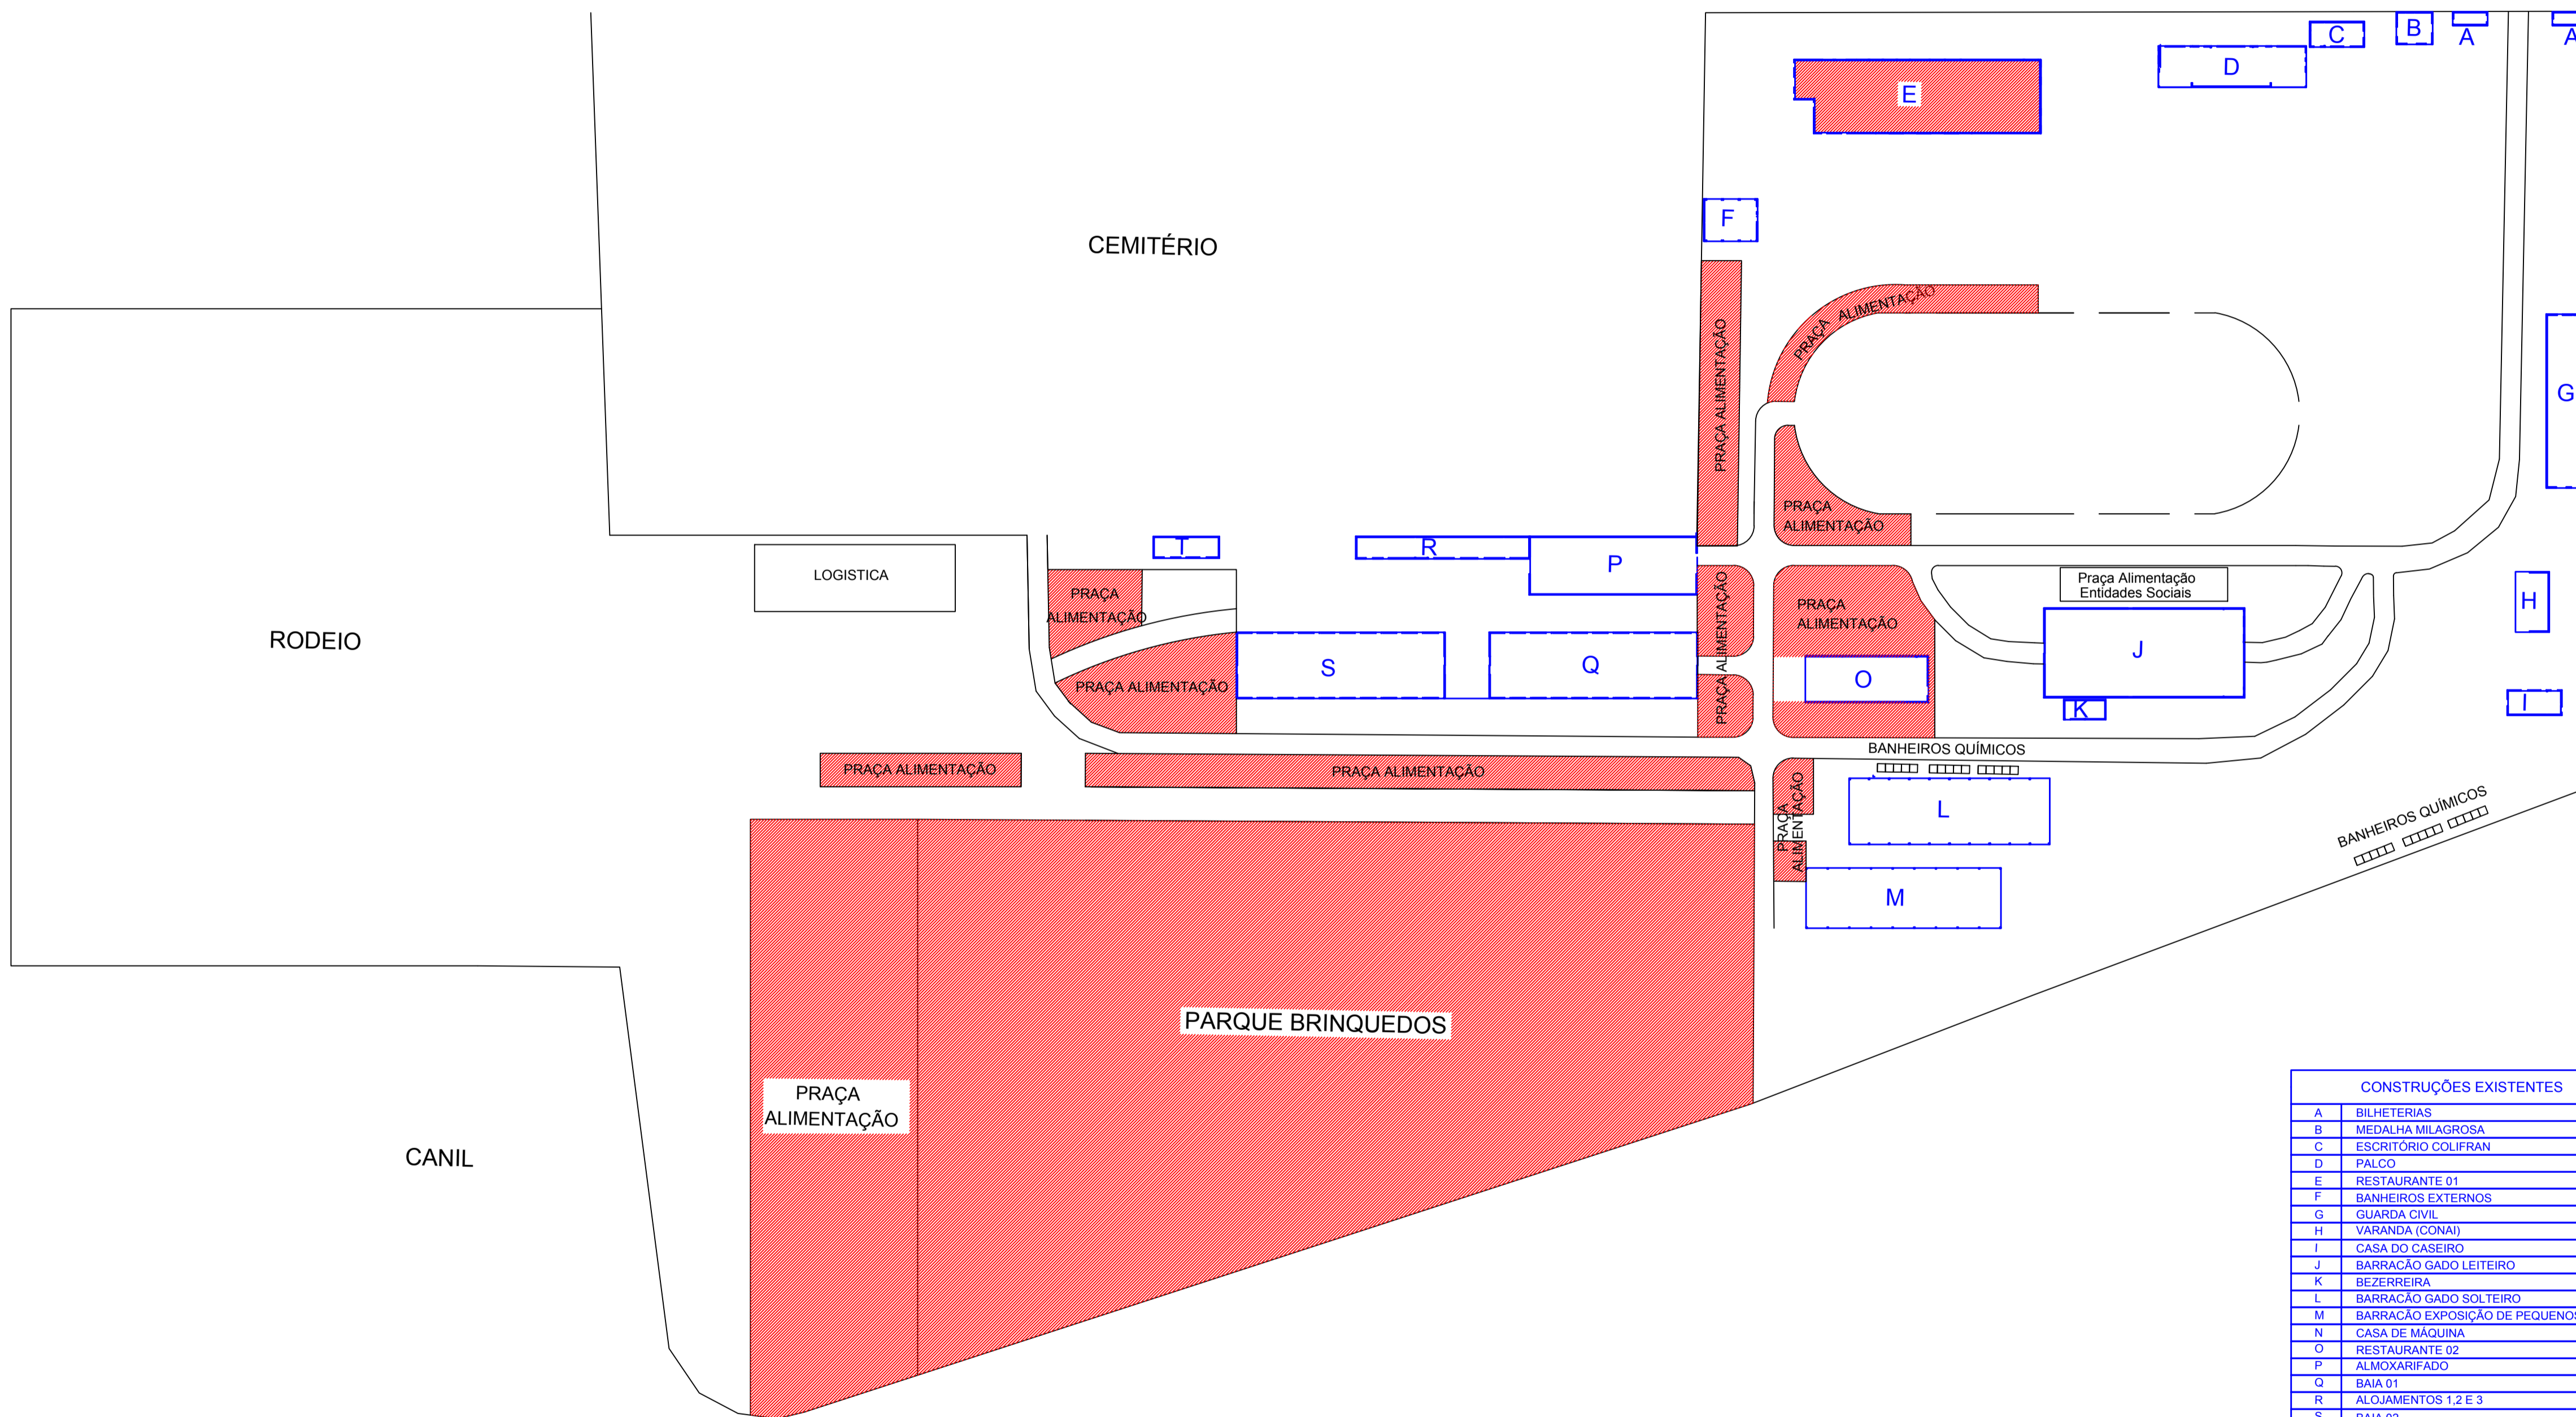 C
B
A
A
D
E
F
CEMITÉRIO
PRAÇA ALIMENTAÇÃO
PRAÇA ALIMENTAÇÃO
G
PRAÇA
ALIMENTAÇÃO
T
R
P
LOGISTICA
PRAÇA
ALIMENTAÇÃO
PRAÇA ALIMENTAÇÃO
PRAÇA
ALIMENTAÇÃO
Praça Alimentação
Entidades Sociais
H
RODEIO
S
Q
O
J
K
I
PRAÇA ALIMENTAÇÃO
PRAÇA ALIMENTAÇÃO
BANHEIROS QUÍMICOS
PRAÇA ALIMENTAÇÃO
PRAÇA ALIMENTAÇÃO
PRAÇA
ALIMENTAÇÃO
L
BANHEIROS QUÍMICOS
M
PARQUE BRINQUEDOS
PRAÇA
ALIMENTAÇÃO
CANIL
CONSTRUÇÕES EXISTENTES
A BILHETERIAS
B MEDALHA MILAGROSA
C ESCRITÓRIO COLIFRAN
D PALCO
E RESTAURANTE 01
F BANHEIROS EXTERNOS
G GUARDA CIVIL
H VARANDA (CONAI)
I CASA DO CASEIRO
J BARRACÃO GADO LEITEIRO
K BEZERREIRA
L BARRACÃO GADO SOLTEIRO
M BARRACÃO EXPOSIÇÃO DE PEQUENOS
N CASA DE MÁQUINA
O RESTAURANTE 02
P ALMOXARIFADO
Q BAIA 01
R ALOJAMENTOS 1,2 E 3
S BAIA 02